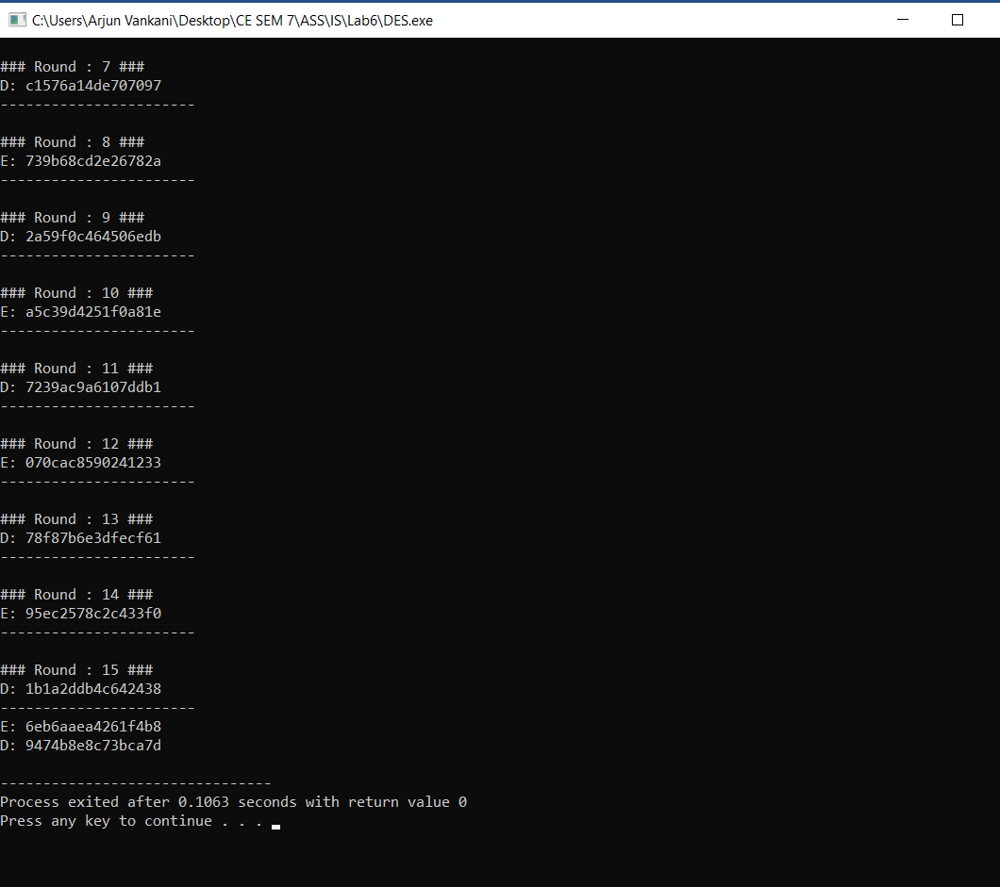 C:\Users\Arjun Vankani\Desktop\CE SEM 7\ASS\IS\Lab6\DES.exe
### Round : 7 ###
D: c1576a14de707097
-----------------------
### Round : 8 ###
E: 739b68cd2e26782a
-----------------------
### Round : 9 ###
D: 2a59f0c464506edb
-----------------------
### Round : 10 ###
E: a5c39d4251f0a81e
-----------------------
### Round : 11 ###
D: 7239ac9a6107ddb1
-----------------------
### Round : 12 ###
E: 070cac8590241233
-----------------------
### Round : 13 ###
D: 78f87b6e3dfecf61
-----------------------
### Round : 14 ###
E: 95ec2578c2c433f0
-----------------------
### Round : 15 ###
D: 1b1a2ddb4c642438
-----------------------
E: 6eb6aaea4261f4b8
D: 9474b8e8c73bca7d
--------------------------------
Process exited after 0.1063 seconds with return value 0
Press any key to continue . . .